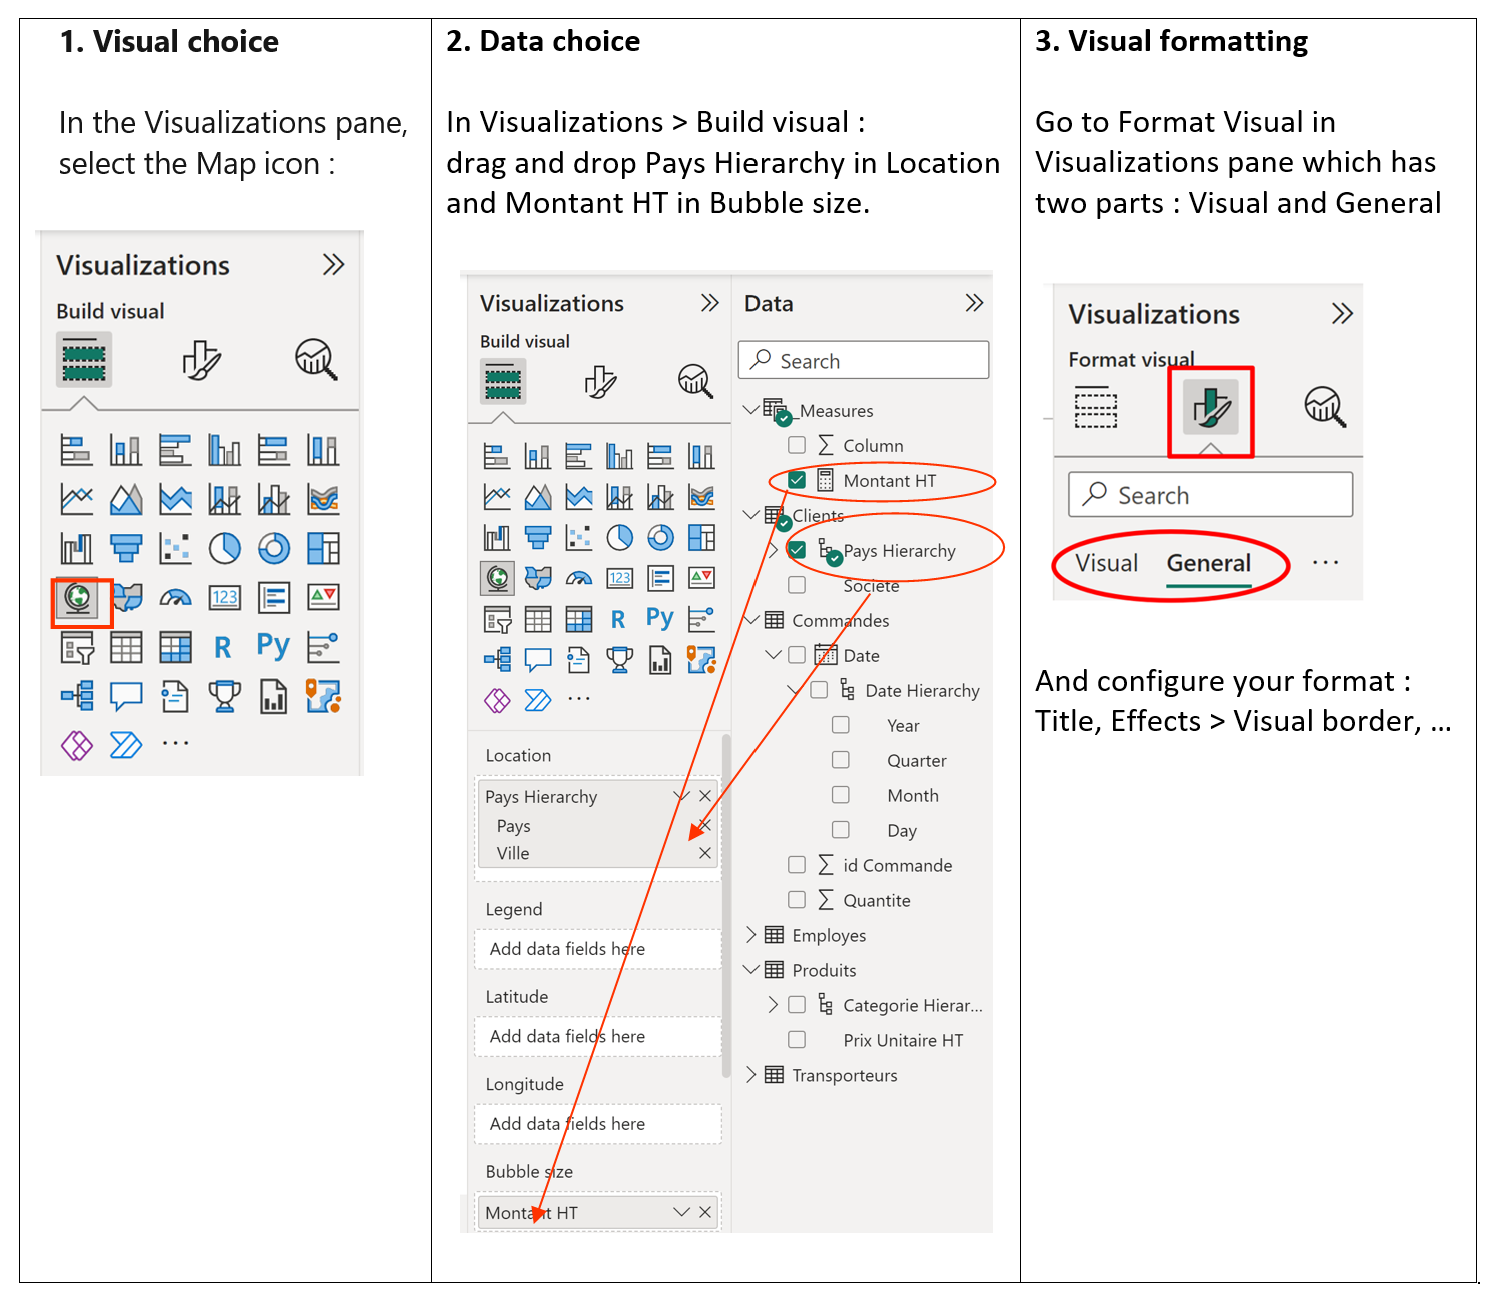 1. Visual choice
In the Visualizations pane,
select the Map icon :
Visualizations
Build visual
123
R
Py
...
2. Data choice
In Visualizations > Build visual :
drag and drop Pays Hierarchy in Location
and Montant HT in Bubble size.
Visualizations
Build visual
123
R
Py
...
Location
Pays Hierarchy
Pays
Ville
Legend
Add data fields here
Latitude
Add data fields here
Longitude
Add data fields here
Bubble size
Montant HT
Data
Search
_Measures
Column
Montant HT
Clients
Pays Hierarchy
Societe
Commandes
Date
Date Hierarchy
Year
Quarter
Month
Day
id Commande
Quantite
Employes
Produits
Categorie Hierar...
Prix Unitaire HT
Transporteurs
3. Visual formatting
Go to Format Visual in
Visualizations pane which has
two parts : Visual and General
Visualizations
Format visual
Search
Visual General ...
And configure your format :
Title, Effects > Visual border, ...
.